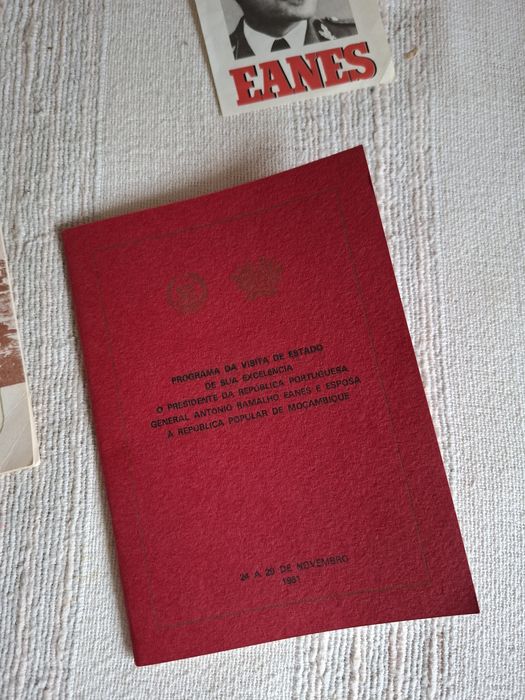 EANES
PROGRAMA DA VISITA DE ESTADO
DE SUA EXCELÊNCIA
O PRESIDENTE DA REPÚBLICA PORTUGUESA
GENERAL ANTONIO RAMALHO EANES E ESPOSA
À REPÚBLICA POPULAR DE MOÇAMBIQUE
24 A 29 DE NOVEMBRO
1981